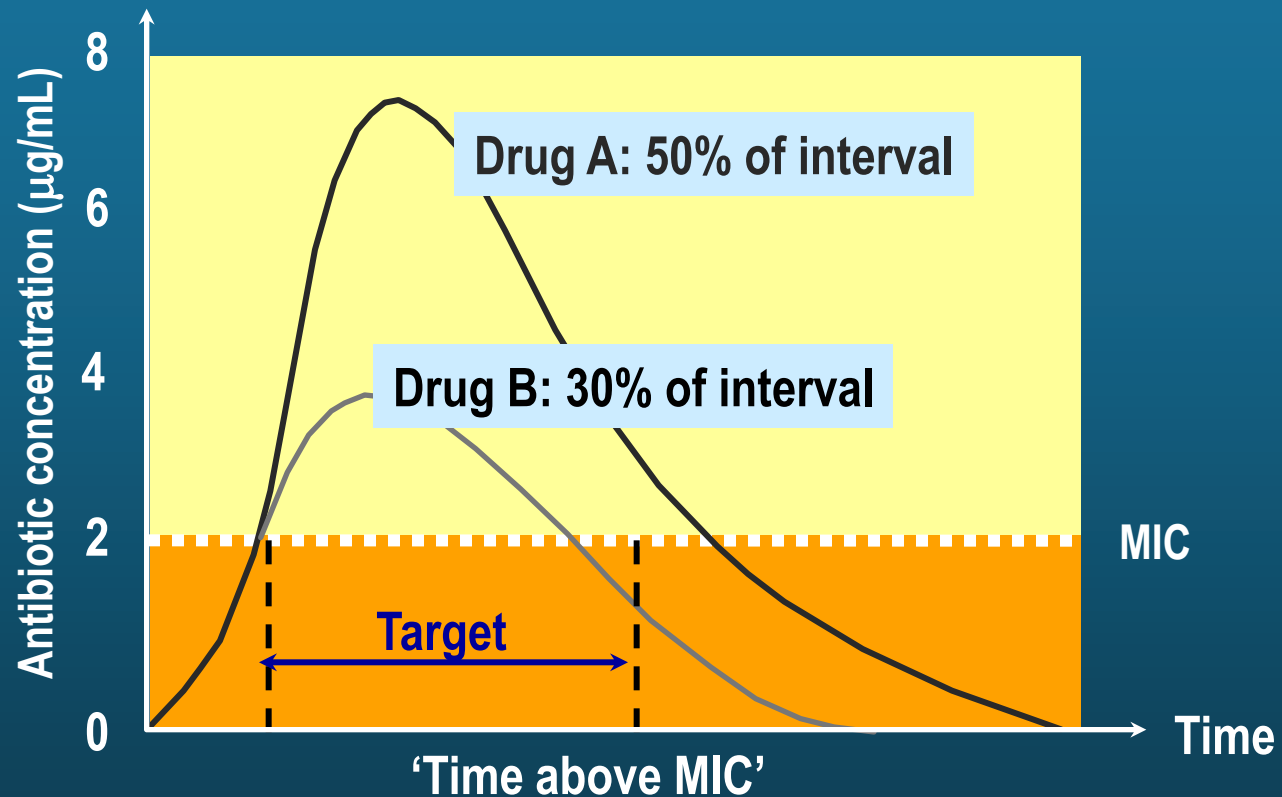 Antibiotic concentration (μg/mL)
8
6
4
2
0
Drug A: 50% of interval
Drug B: 30% of interval
MIC
Target
Time
‘Time above MIC’